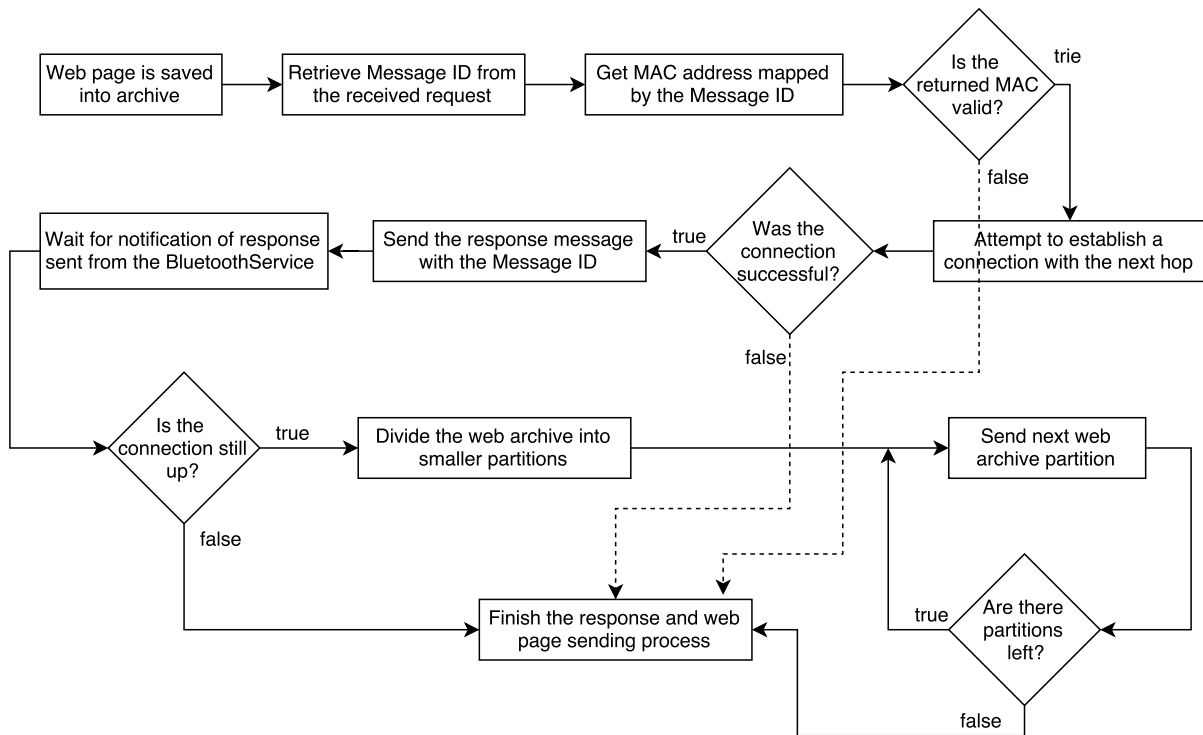 Web page is saved
into archive
Retrieve Message ID from
the received request
Get MAC address mapped
by the Message ID
Is the
returned MAC
valid?
trie
false
Wait for notification of response
sent from the BluetoothService
Send the response message
with the Message ID
true
Was the
connection
successful?
Attempt to establish a
connection with the next hop
false
Is the
connection still
up?
true
Divide the web archive into
smaller partitions
Send next web
archive partition
false
Finish the response and web
page sending process
true
Are there
partitions
left?
false